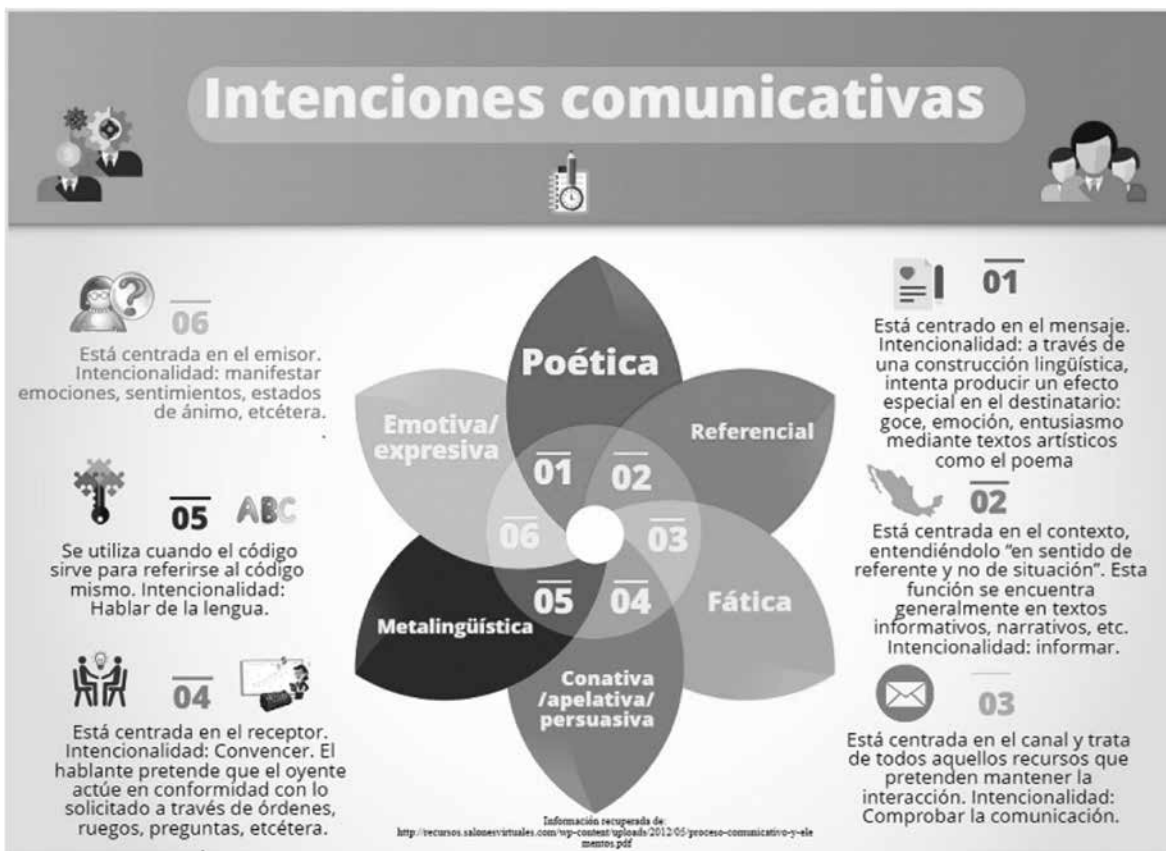 Intenciones comunicativas
01
Está centrado en el mensaje.
Intencionalidad: a través de
una construcción lingüística,
intenta producir un efecto
especial en el destinatario:
goce, emoción, entusiasmo
mediante textos artísticos
como el poema
02
Está centrada en el contexto,
entendiéndolo “en sentido de
referente y no de situación”. Esta
función se encuentra
generalmente en textos
informativos, narrativos, etc.
Intencionalidad: informar.
03
Está centrada en el canal y trata
de todos aquellos recursos que
pretenden mantener la
interacción. Intencionalidad:
Comprobar la comunicación.
06
Está centrada en el emisor.
Intencionalidad: manifestar
emociones, sentimientos, estados
de ánimo, etcétera.
.
05
ABC
Se utiliza cuando el código
sirve para referirse al código
mismo. Intencionalidad:
Hablar de la lengua.
04
Está centrada en el receptor.
Intencionalidad: Convencer. El
hablante pretende que el oyente
actúe en conformidad con lo
solicitado a través de órdenes,
ruegos, preguntas, etcétera.
Poética
01
Referencial
02
Fática
03
Conativa
/apelativa/
persuasiva
04
Metalingüística
05
Emotiva/
expresiva
06
Información recuperada de:
http://recursos.salonesvirtuales.com/wp-content/uploads/2012/05/proceso-comunicativo-y-ele
mentos.pdf